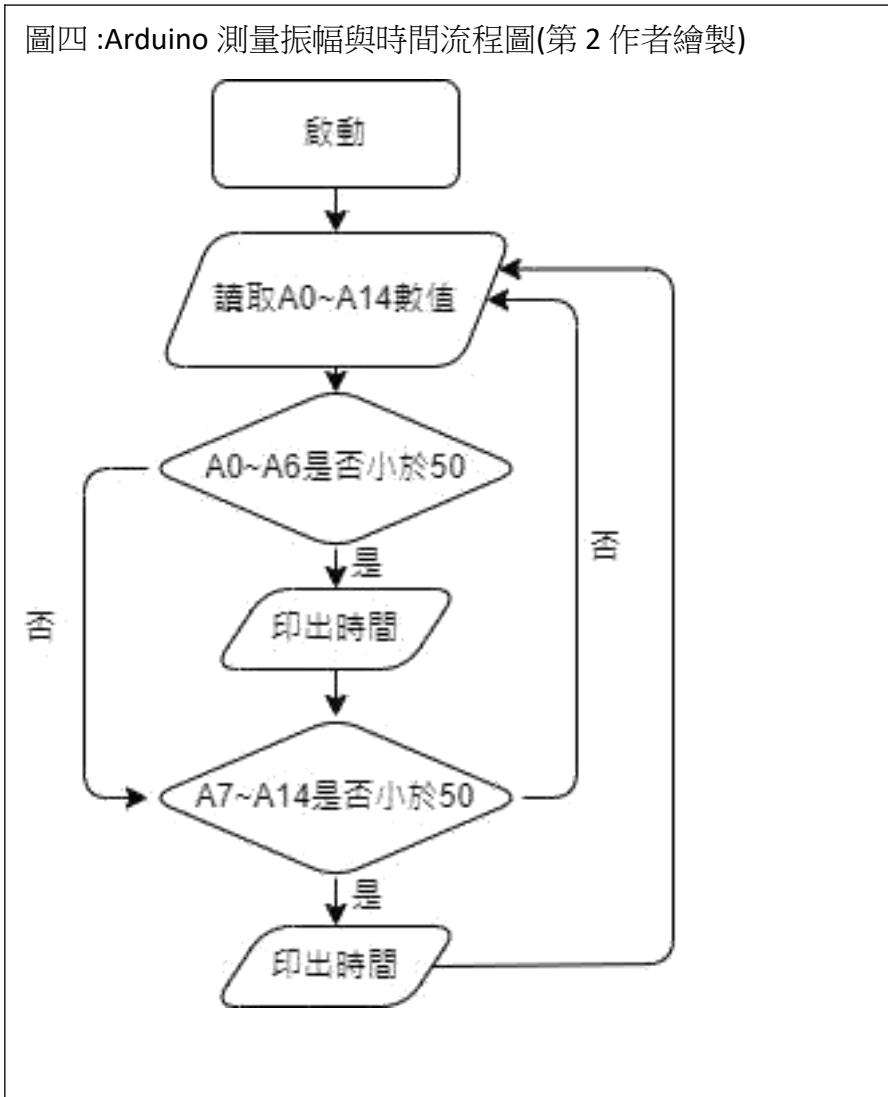 圖四 :Arduino 測量振幅與時間流程圖(第 2 作者繪製)
啟動
讀取A0~A14數值
A0~A6是否小於50
是
否
否
印出時間
A7~A14是否小於50
是
印出時間